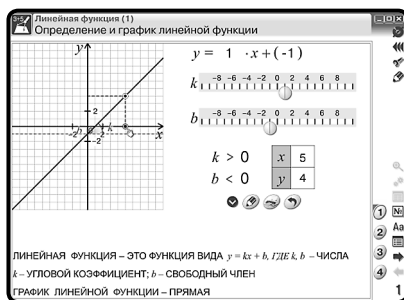 Линейная функция (1)
Определение и график линейной функции
y = 1 · x + (-1)
k
-8 -6 -4 -2 0 2 4 6 8
b
-8 -6 -4 -2 0 2 4 6 8
k > 0
b < 0
x 5
y 4
y
2
-2
b
k
x
-2
ЛИНЕЙНАЯ ФУНКЦИЯ – ЭТО ФУНКЦИЯ ВИДА y = kx + b, ГДЕ k, b – ЧИСЛА
k – УГЛОВОЙ КОЭФФИЦИЕНТ; b – СВОБОДНЫЙ ЧЛЕН
ГРАФИК ЛИНЕЙНОЙ ФУНКЦИИ – ПРЯМАЯ
1
2
3
4
№
Aa
1